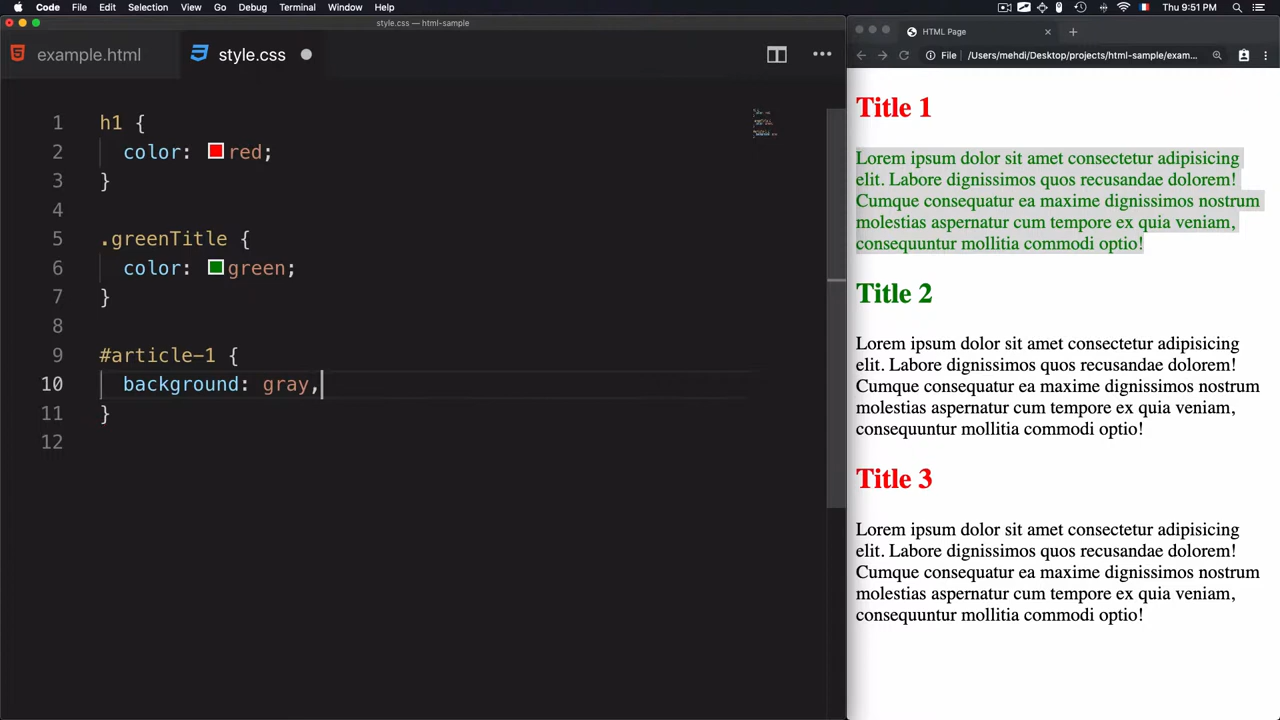 Code File Edit Selection View Go Debug Terminal Window Help
Thu 9:51 PM
style.css — html-sample
example.html
style.css
1 h1 {
2 color: red;
3 }
4
5 .greenTitle {
6 color: green;
7 }
8
9 #article-1 {
10 background: gray,
11 }
12
HTML Page
File /Users/mehdi/Desktop/projects/html-sample/exam...
Title 1
Lorem ipsum dolor sit amet consectetur adipisicing
elit. Labore dignissimos quos recusandae dolorem!
Cumque consequatur ea maxime dignissimos nostrum
molestias aspernatur cum tempore ex quia veniam,
consequuntur mollitia commodi optio!
Title 2
Lorem ipsum dolor sit amet consectetur adipisicing
elit. Labore dignissimos quos recusandae dolorem!
Cumque consequatur ea maxime dignissimos nostrum
molestias aspernatur cum tempore ex quia veniam,
consequuntur mollitia commodi optio!
Title 3
Lorem ipsum dolor sit amet consectetur adipisicing
elit. Labore dignissimos quos recusandae dolorem!
Cumque consequatur ea maxime dignissimos nostrum
molestias aspernatur cum tempore ex quia veniam,
consequuntur mollitia commodi optio!